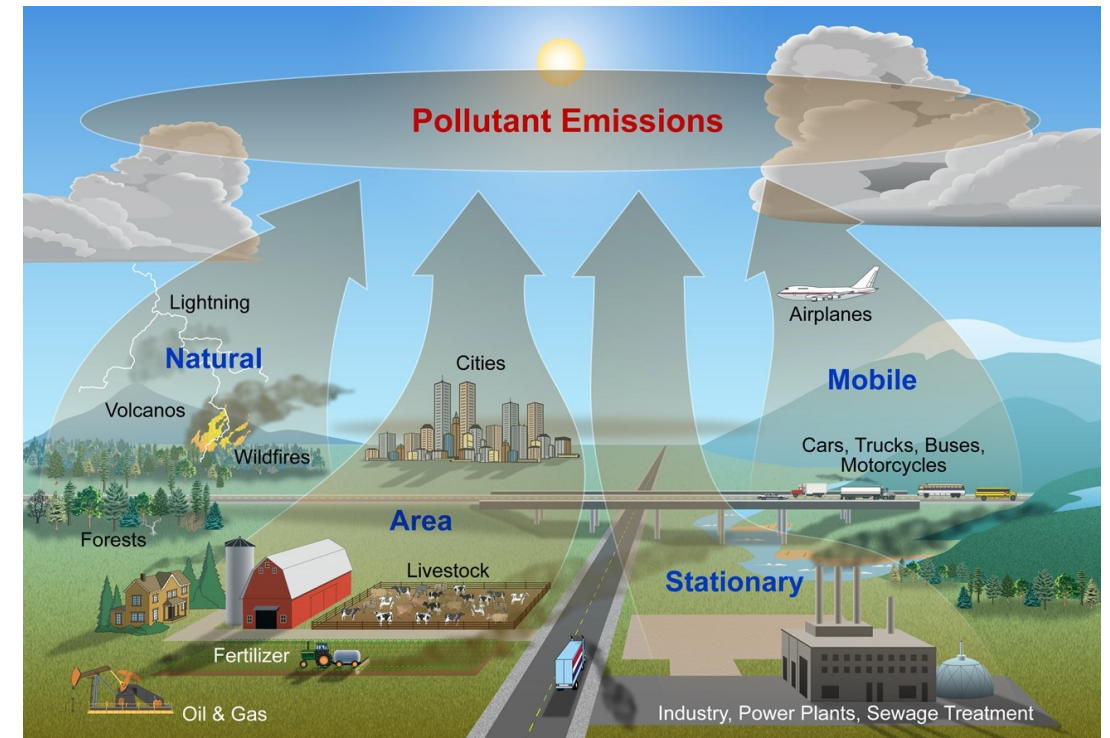 Pollutant Emissions
Lightning
Natural
Volcanos
Wildfires
Forests
Cities
Area
Livestock
Fertilizer
Oil & Gas
Airplanes
Mobile
Cars, Trucks, Buses,
Motorcycles
Stationary
Industry, Power Plants, Sewage Treatment